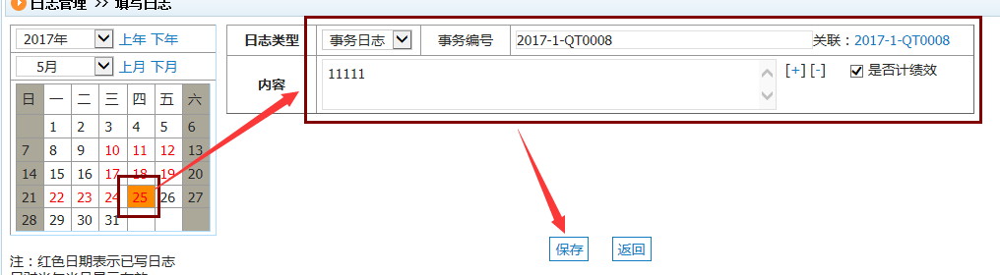 日志管理 >> 填写日志
2017年 上年 下年
5月 上月 下月
日 一 二 三 四 五 六
1 2 3 4 5 6
7 8 9 10 11 12 13
14 15 16 17 18 19 20
21 22 23 24 25 26 27
28 29 30 31
注：红色日期表示已写日志
日志类型 事务日志 事务编号 2017-1-QT0008 关联：2017-1-QT0008
内容 11111 [+] [-] 是否计绩效
保存 返回